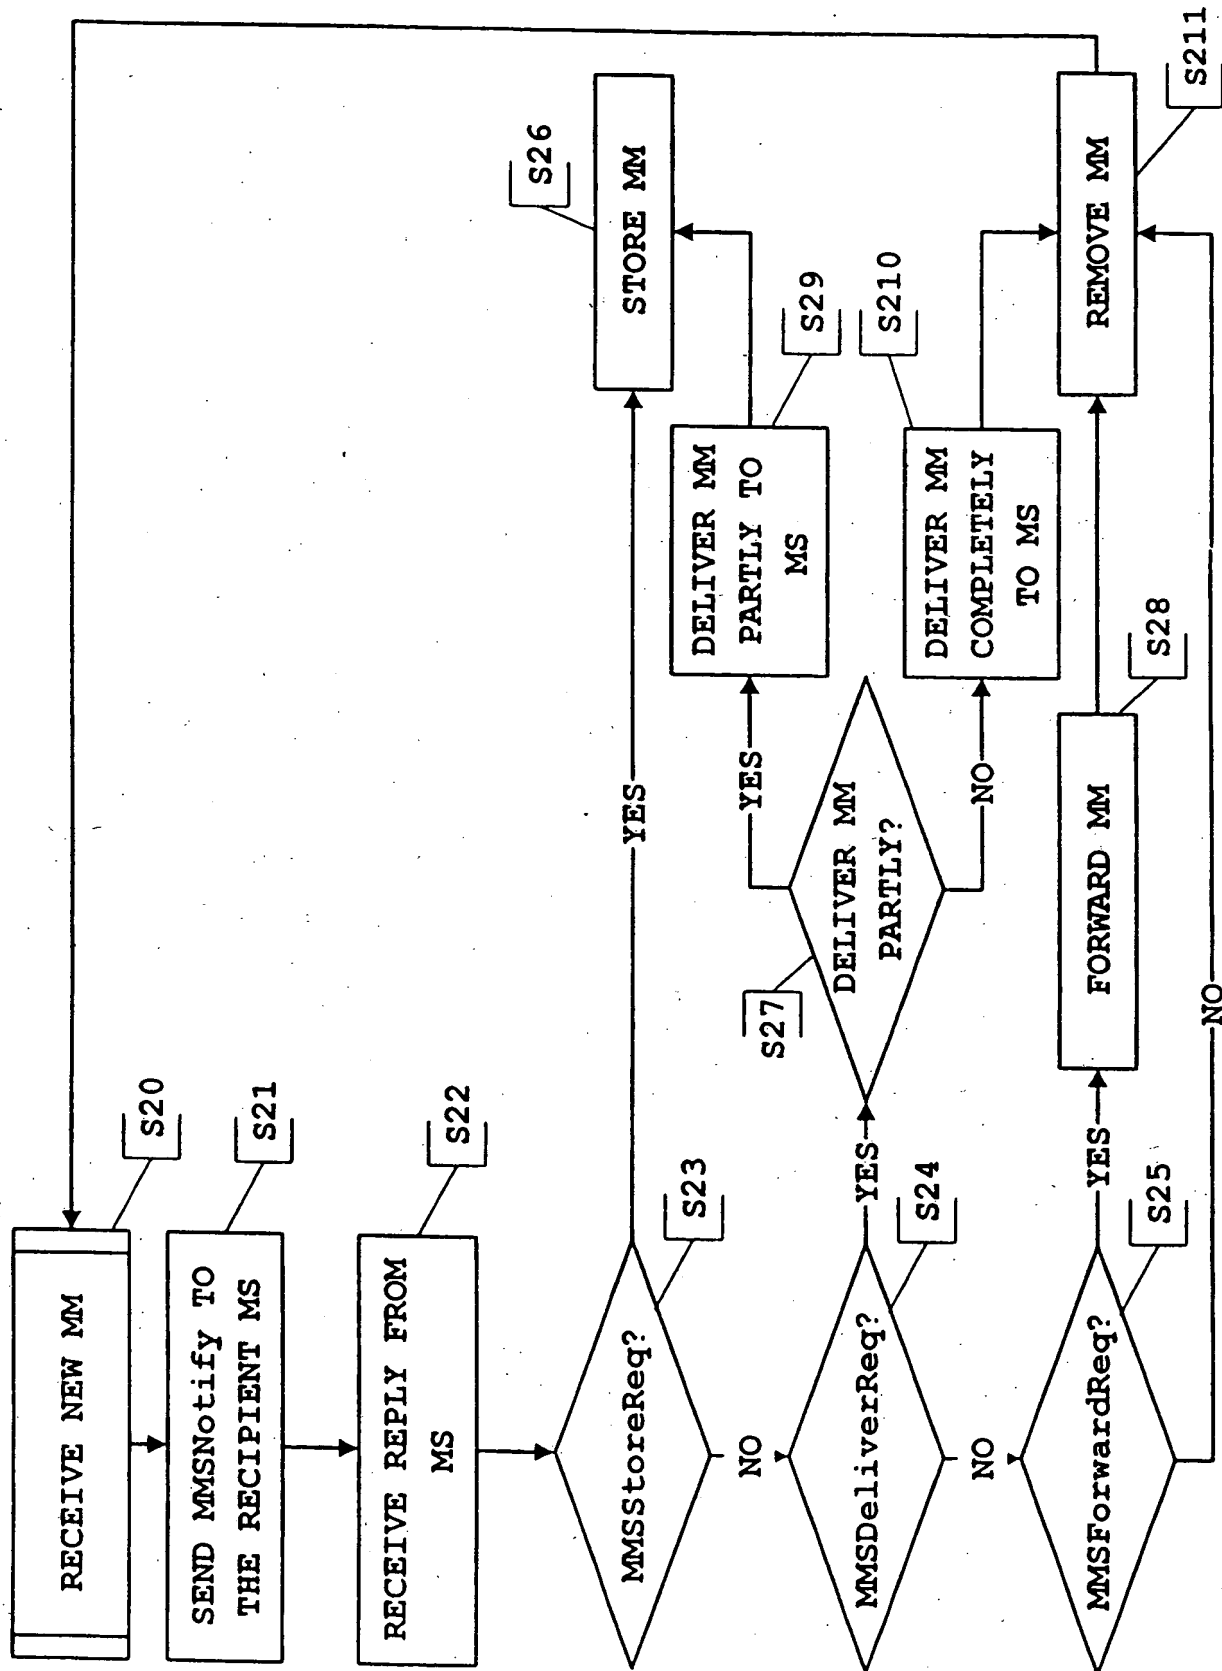 RECEIVE NEW MM
S20
SEND MMSNotify TO
THE RECIPIENT MS
S21
RECEIVE REPLY FROM
MS
S22
MMSStoreReq?
S23
YES
STORE MM
S26
NO
MMSDeliverReq?
S24
YES
DELIVER MM
PARTLY?
S27
YES
DELIVER MM
PARTLY TO
MS
S29
NO
DELIVER MM
COMPLETELY
TO MS
S210
NO
MMSForwardReq?
S25
YES
FORWARD MM
S28
REMOVE MM
S211
NO